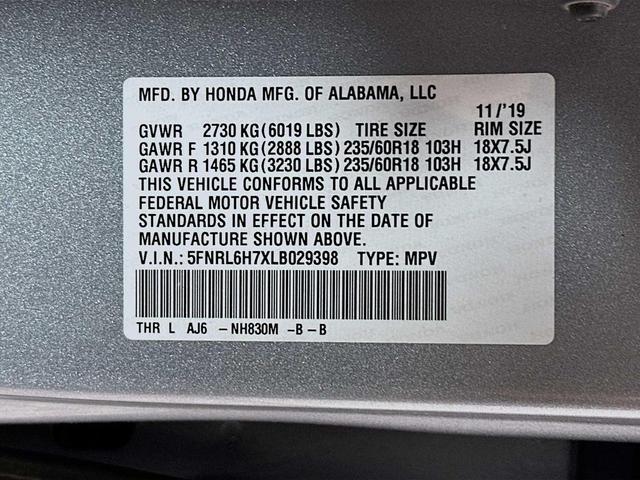 MFD. BY HONDA MFG. OF ALABAMA, LLC
11/'19
GVWR 2730 KG(6019 LBS) TIRE SIZE RIM SIZE
GAWR F 1310 KG(2888 LBS)235/60R18 103H 18X7.5J
GAWR R 1465 KG(3230 LBS)235/60R18 103H 18X7.5J
THIS VEHICLE CONFORMS TO ALL APPLICABLE
FEDERAL MOTOR VEHICLE SAFETY
STANDARDS IN EFFECT ON THE DATE OF
MANUFACTURE SHOWN ABOVE.
V.I.N.: 5FNRL6H7XLB029398 TYPE: MPV
THR L AJ6 -NH830M -B-B